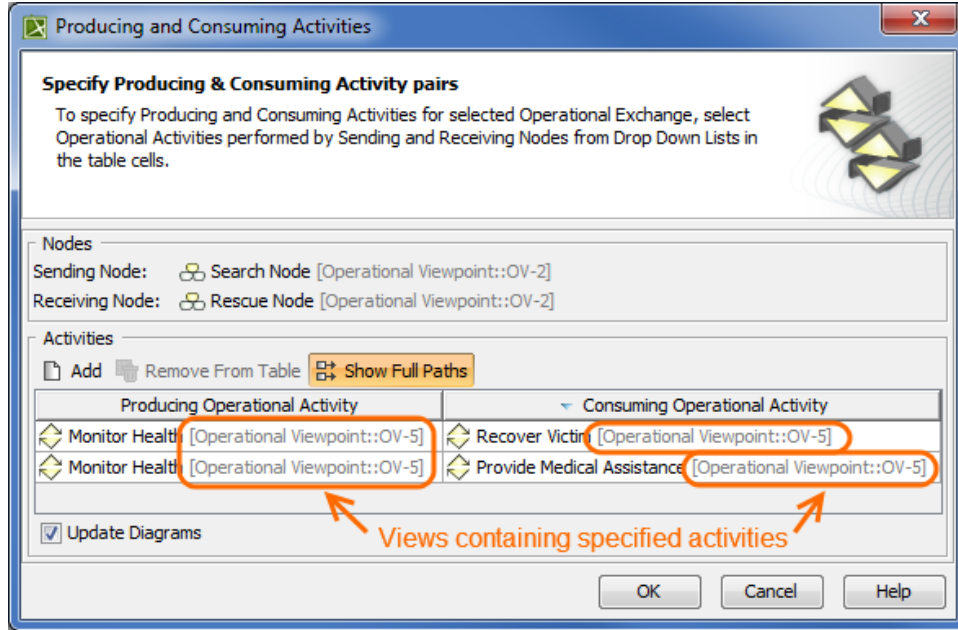 Producing and Consuming Activities
Specify Producing & Consuming Activity pairs
To specify Producing and Consuming Activities for selected Operational Exchange, select
Operational Activities performed by Sending and Receiving Nodes from Drop Down Lists in
the table cells.
Nodes
Sending Node: Search Node [Operational Viewpoint::OV-2]
Receiving Node: Rescue Node [Operational Viewpoint::OV-2]
Activities
Add Remove From Table Show Full Paths
Producing Operational Activity Consuming Operational Activity
Monitor Health [Operational Viewpoint::OV-5] Recover Victim [Operational Viewpoint::OV-5]
Monitor Health [Operational Viewpoint::OV-5] Provide Medical Assistance [Operational Viewpoint::OV-5]
Update Diagrams
Views containing specified activities
OK Cancel Help